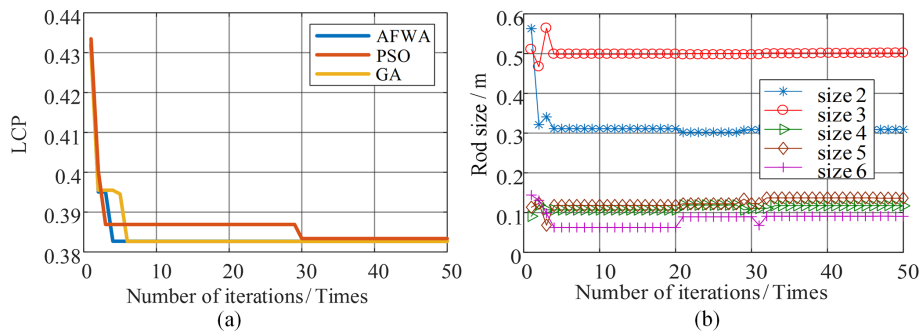 0.44
0.43
0.42
0.41
0.4
0.39
0.38
LCP
AFWA
PSO
GA
0 10 20 30 40 50
Number of iterations/ Times
(a)
0.6
0.5
0.4
0.3
0.2
0.1
0
Rod size / m
size 2
size 3
size 4
size 5
size 6
0 10 20 30 40 50
Number of iterations/ Times
(b)